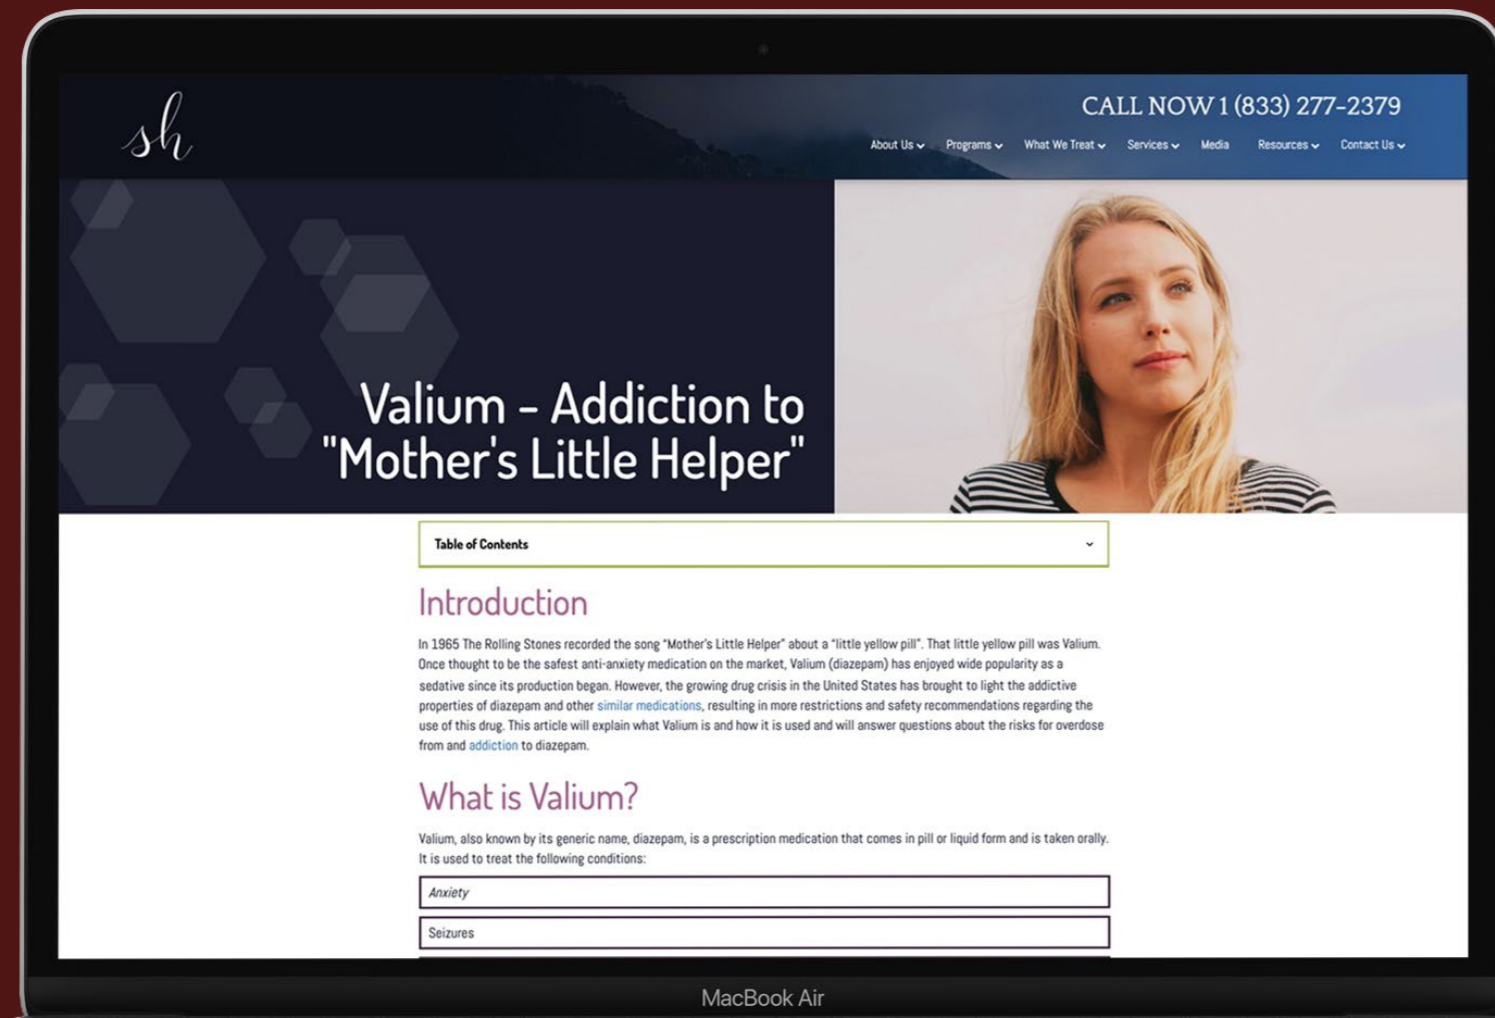 sh
CALL NOW 1 (833) 277-2379
About Us Programs What We Treat Services Media Resources Contact Us
Valium - Addiction to
"Mother's Little Helper"
Table of Contents
Introduction
In 1965 The Rolling Stones recorded the song “Mother’s Little Helper” about a “little yellow pill”. That little yellow pill was Valium.
Once thought to be the safest anti-anxiety medication on the market, Valium (diazepam) has enjoyed wide popularity as a
sedative since its production began. However, the growing drug crisis in the United States has brought to light the addictive
properties of diazepam and other similar medications, resulting in more restrictions and safety recommendations regarding the
use of this drug. This article will explain what Valium is and how it is used and will answer questions about the risks for overdose
from and addiction to diazepam.
What is Valium?
Valium, also known by its generic name, diazepam, is a prescription medication that comes in pill or liquid form and is taken orally.
It is used to treat the following conditions:
Anxiety
Seizures
MacBook Air